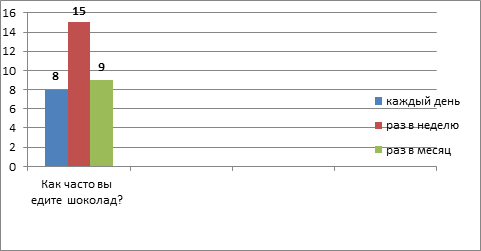 16
14
12
10
8
6
4
2
0
8
15
9
каждый день
раз в неделю
раз в месяц
Как часто вы
едите шоколад?